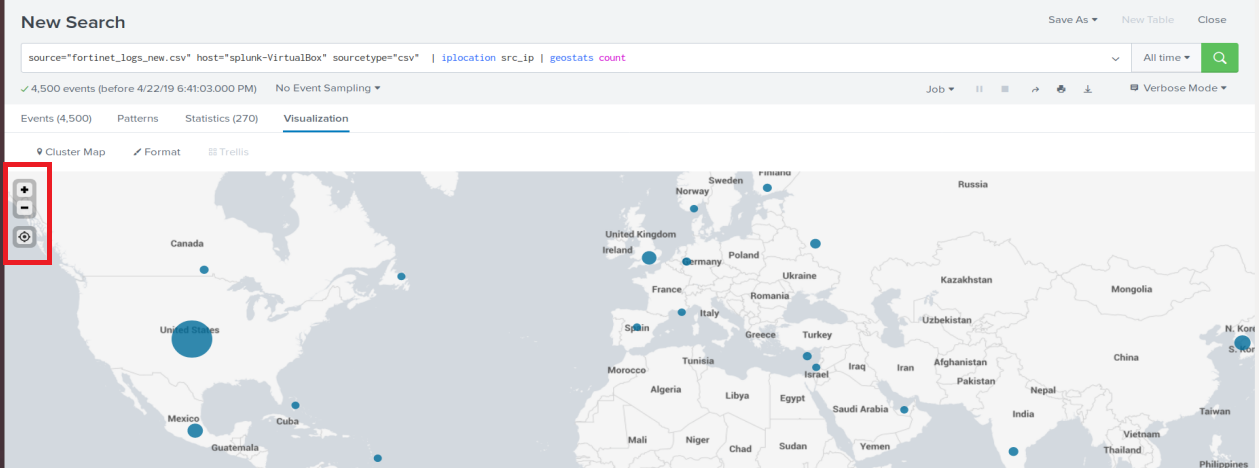 New Search
Save As ▾ New Table Close
source="fortinet_logs_new.csv" host="splunk-VirtualBox" sourcetype="csv" | iplocation src_ip | geostats count
All time ▾
✓ 4,500 events (before 4/22/19 6:41:03.000 PM) No Event Sampling ▾
Job ▾ Verbose Mode ▾
Events (4,500) Patterns Statistics (270) Visualization
Cluster Map Format Trellis
+
−
Finland
Sweden
Russia
Norway
United Kingdom
Canada
Ireland
Poland
Germany
Ukraine
Kazakhstan
France
Mongolia
Romania
Italy
Uzbekistan
United States
Spain
N. Kor
Greece
Turkey
S. Kor
China
Tunisia
Afghanistan
Morocco
Iraq
Iran
Israel
Pakistan
Algeria
Nepal
Libya
Egypt
Saudi Arabia
Taiwan
India
Mexico
Cuba
Vietnam
Guatemala
Mali
Niger
Chad
Sudan
Yemen
Thailand
Philippines